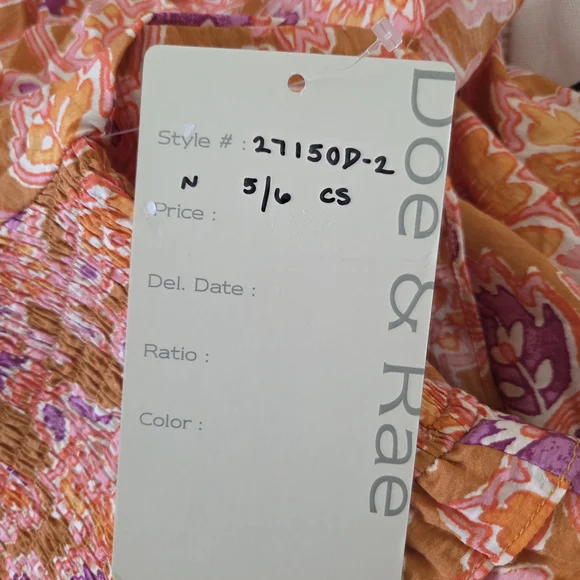 Style # : 27150D-2
N 5/6 CS
Price :
Del. Date :
Ratio :
Color :
Doe & Rae